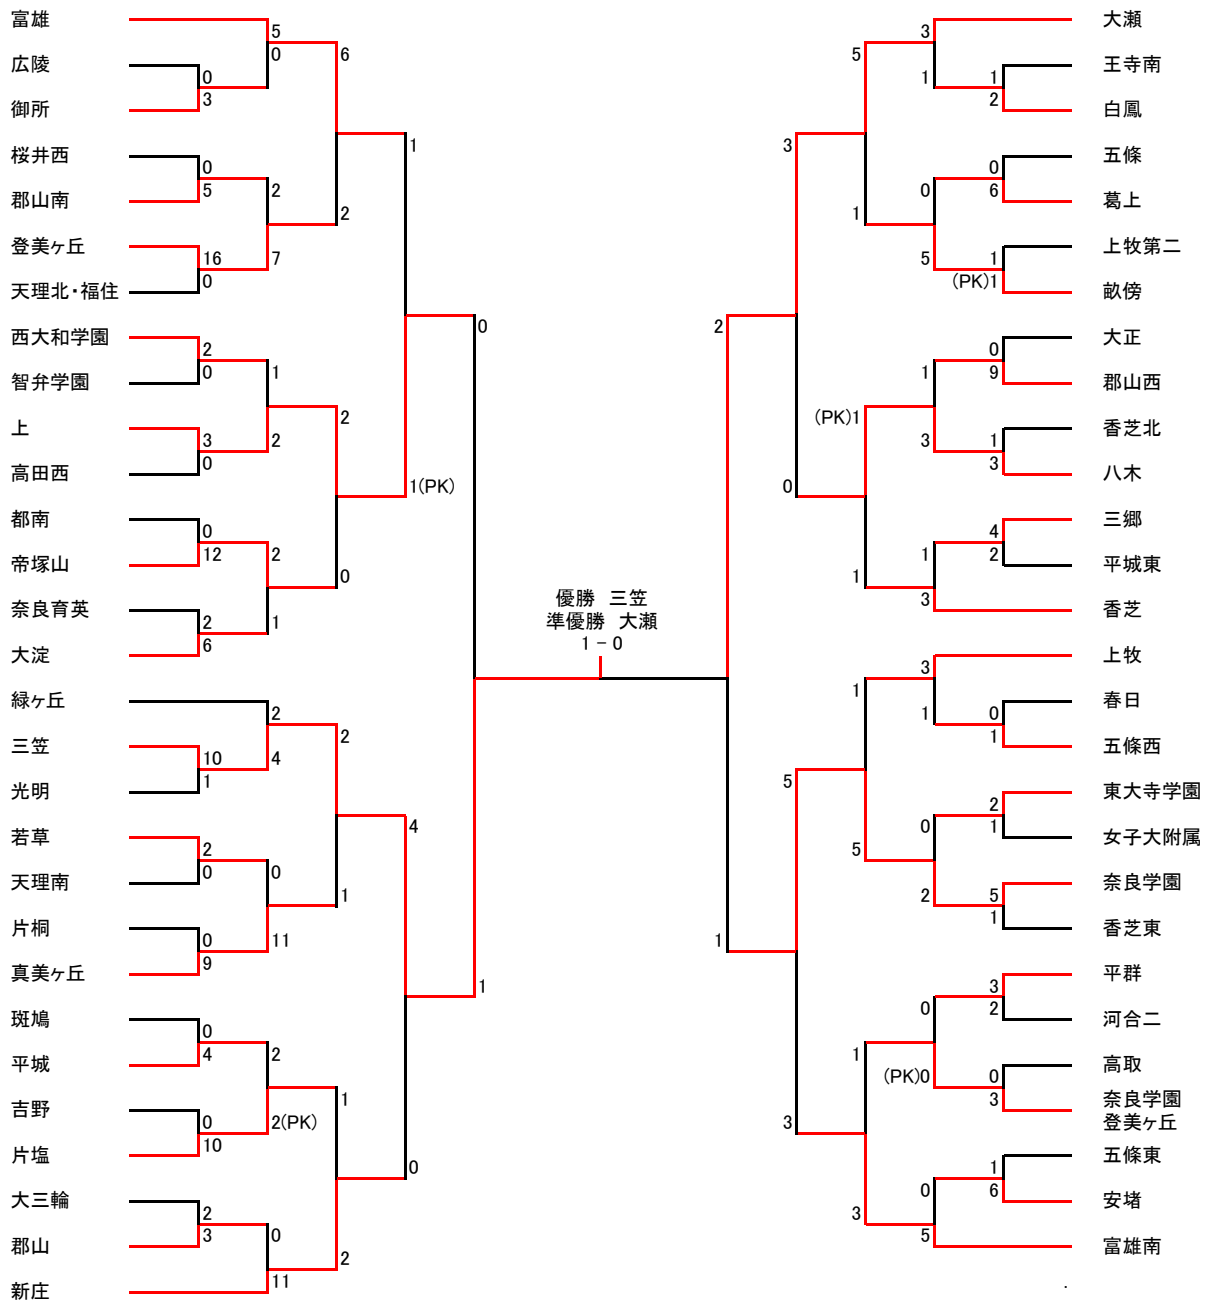 富雄
5
0
6
広陵
0
御所
3
1
桜井西
0
郡山南
5
2
2
登美ヶ丘
16
7
天理北・福住
0
西大和学園
2
0
智弁学園
0
1
上
3
2
2
高田西
0
1(PK)
都南
0
帝塚山
12
2
0
奈良育英
2
1
大淀
6
緑ヶ丘
2
三笠
10
4
2
光明
1
4
若草
2
天理南
0
0
1
片桐
0
11
真美ヶ丘
9
1
斑鳩
0
平城
4
2
1
吉野
0
2(PK)
片塩
10
0
大三輪
2
郡山
3
0
2
新庄
11
優勝 三笠
準優勝 大瀬
1 − 0
大瀬
3
5
王寺南
1
1
白鳳
2
3
五條
0
葛上
6
0
1
上牧第二
1
5
畝傍
(PK)1
大正
0
2
郡山西
9
1
香芝北
1
3
(PK)1
八木
3
0
三郷
4
平城東
2
1
1
香芝
3
上牧
3
春日
0
1
1
五條西
1
5
東大寺学園
2
女子大附属
1
0
5
奈良学園
5
2
香芝東
1
1
平群
3
河合二
2
0
1
高取
0
(PK)0
奈良学園
登美ヶ丘
3
3
五條東
1
安堵
6
0
3
富雄南
5
.